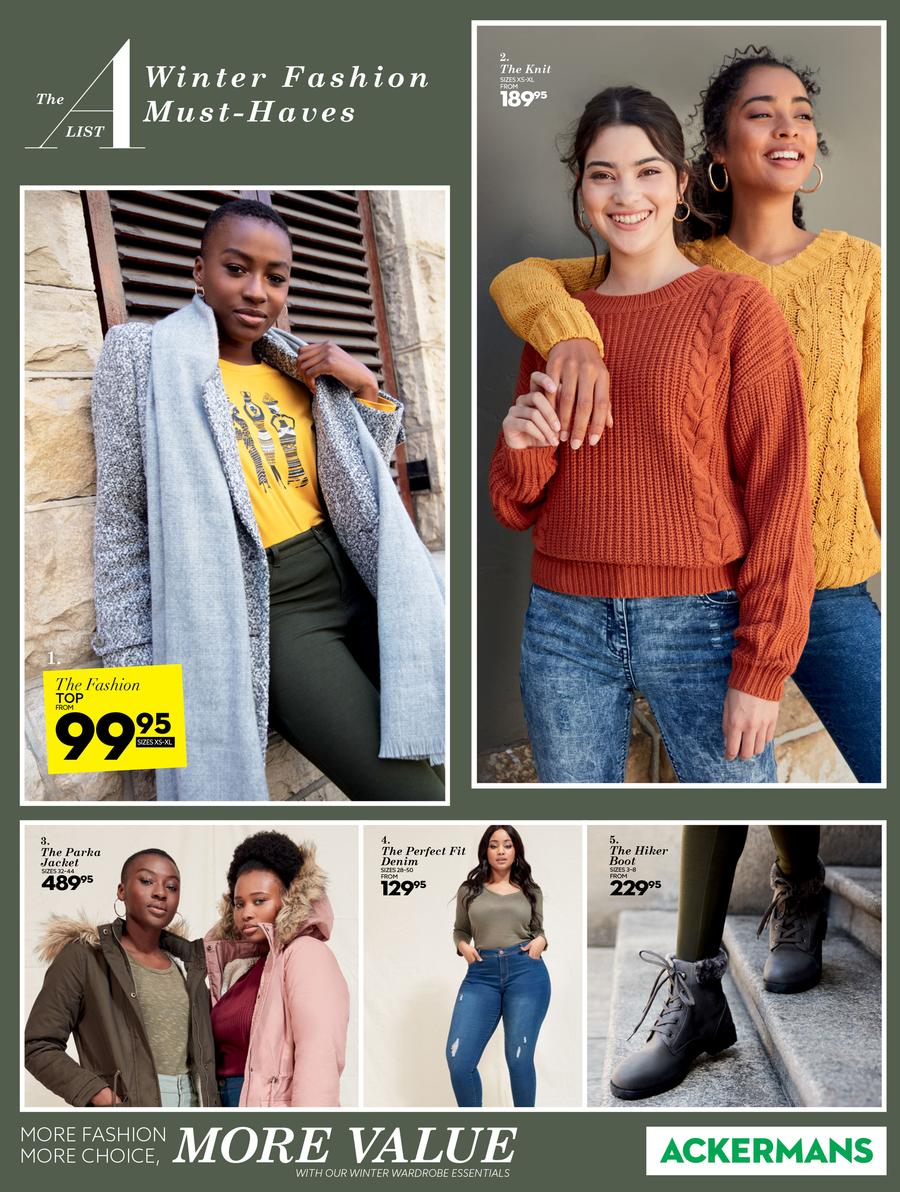 The
A
LIST
Winter Fashion
Must-Haves
2.
The Knit
SIZES XS-XL
FROM
18995
1.
The Fashion
TOP
FROM
9995
SIZES XS-XL
3.
The Parka
Jacket
SIZES 32-44
48995
4.
The Perfect Fit
Denim
SIZES 28-50
FROM
12995
5.
The Hiker
Boot
SIZES 3-8
FROM
22995
MORE FASHION
MORE CHOICE,
MORE VALUE
WITH OUR WINTER WARDROBE ESSENTIALS
ACKERMANS